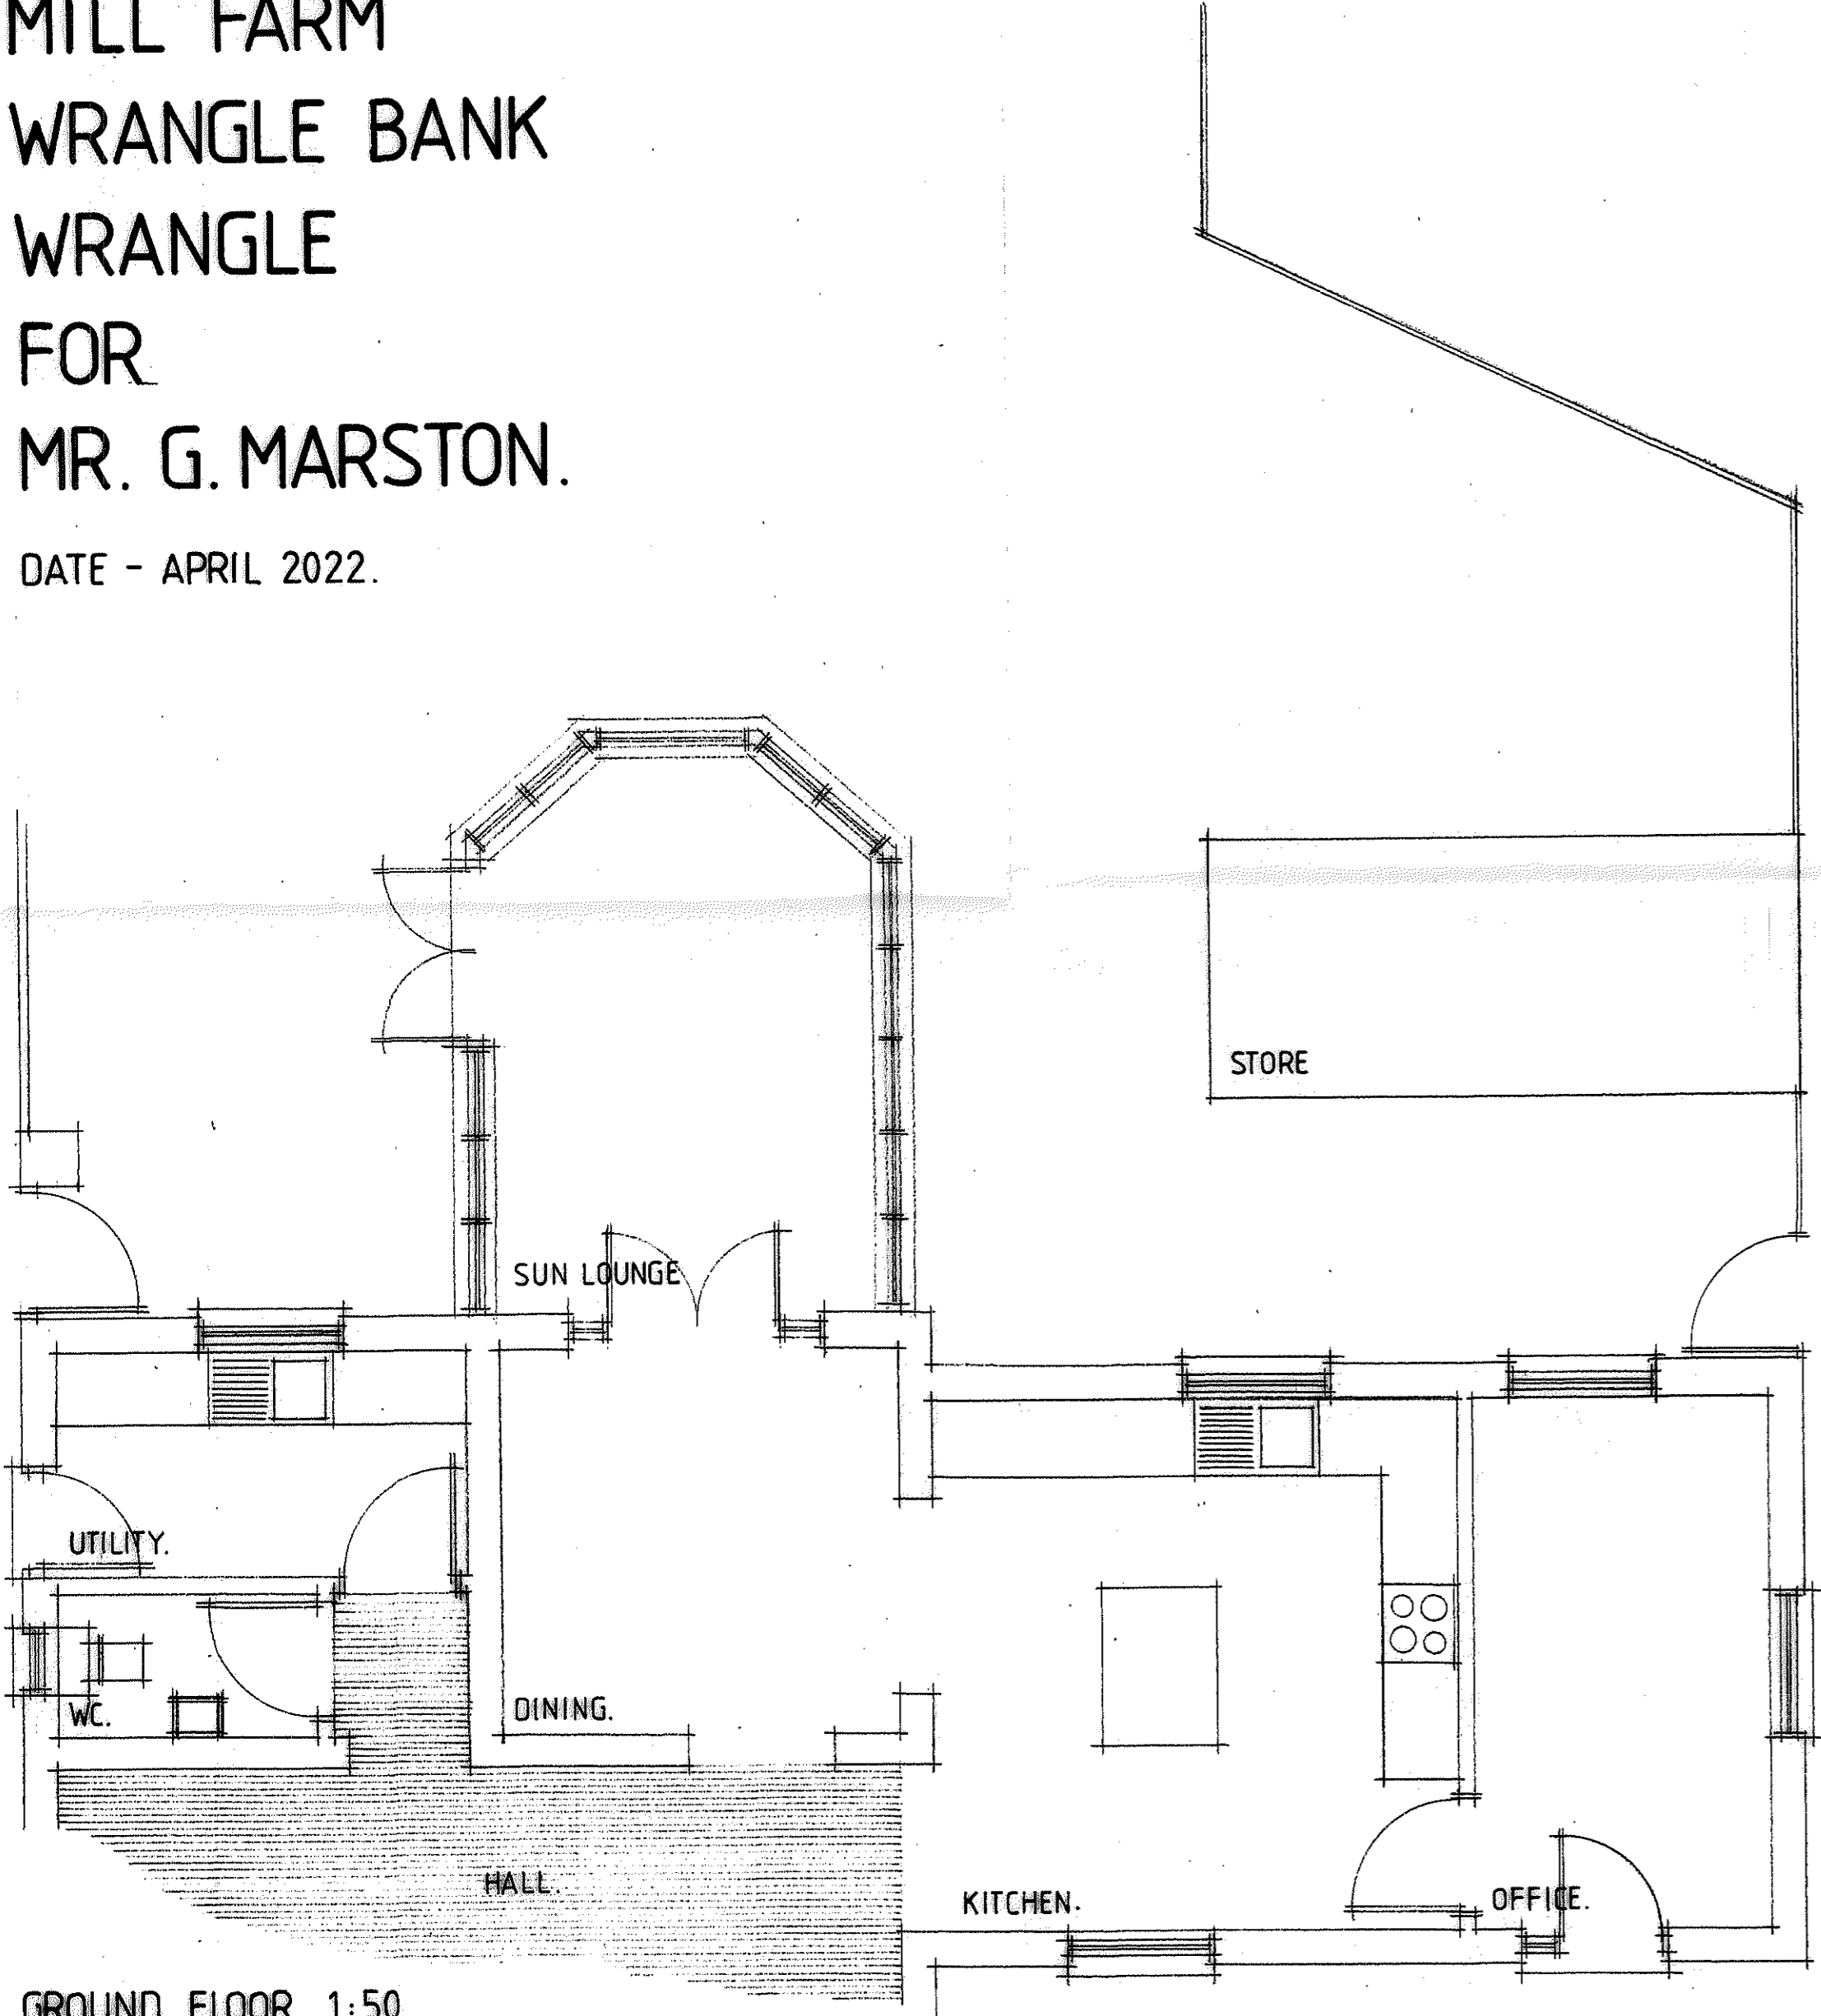 MILL FARM
WRANGLE BANK
WRANGLE
FOR
MR. G. MARSTON.
DATE - APRIL 2022.
STORE
SUN LOUNGE
UTILITY.
WC.
DINING.
HALL.
KITCHEN.
OFFICE.
GROUND FLOOR 1:50